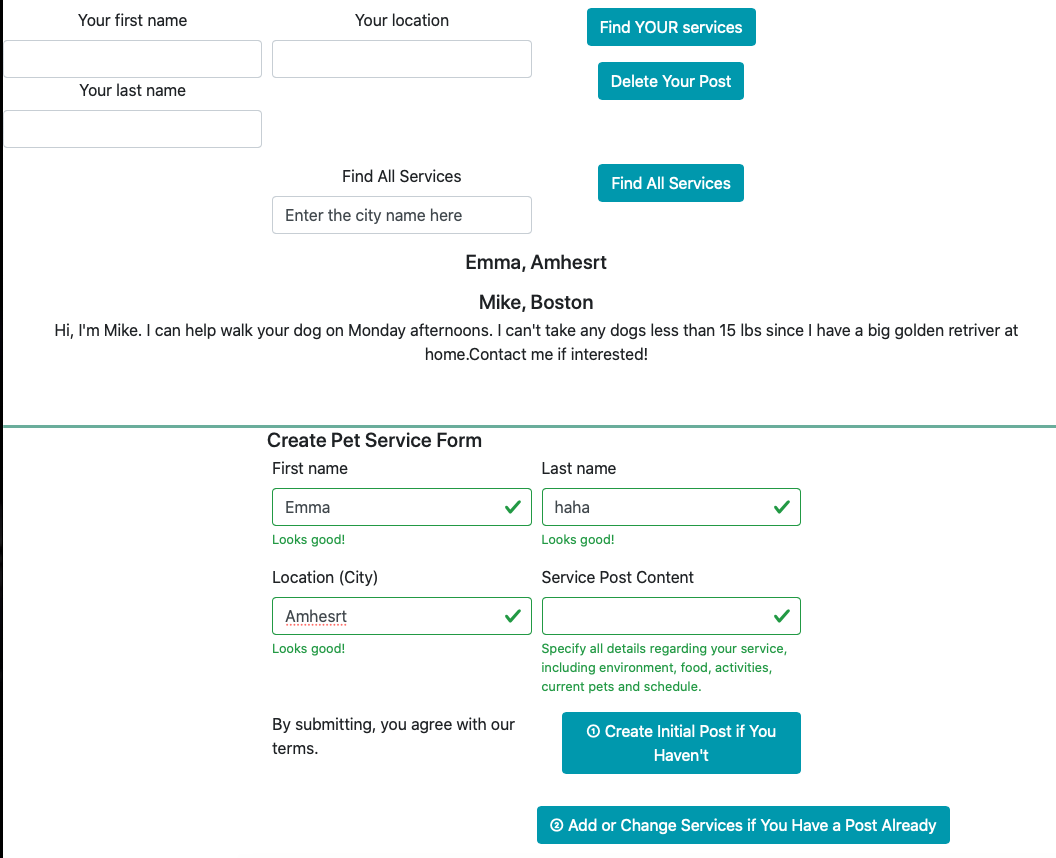 Your first name
Your location
Find YOUR services
Delete Your Post
Your last name
Find All Services
Find All Services
Enter the city name here
Emma, Amhesrt
Mike, Boston
Hi, I'm Mike. I can help walk your dog on Monday afternoons. I can't take any dogs less than 15 lbs since I have a big golden retriver at
home.Contact me if interested!
Create Pet Service Form
First name
Last name
Emma
haha
Looks good!
Looks good!
Location (City)
Service Post Content
Amhesrt
Looks good!
Specify all details regarding your service,
including environment, food, activities,
current pets and schedule.
By submitting, you agree with our
terms.
① Create Initial Post if You
Haven't
② Add or Change Services if You Have a Post Already